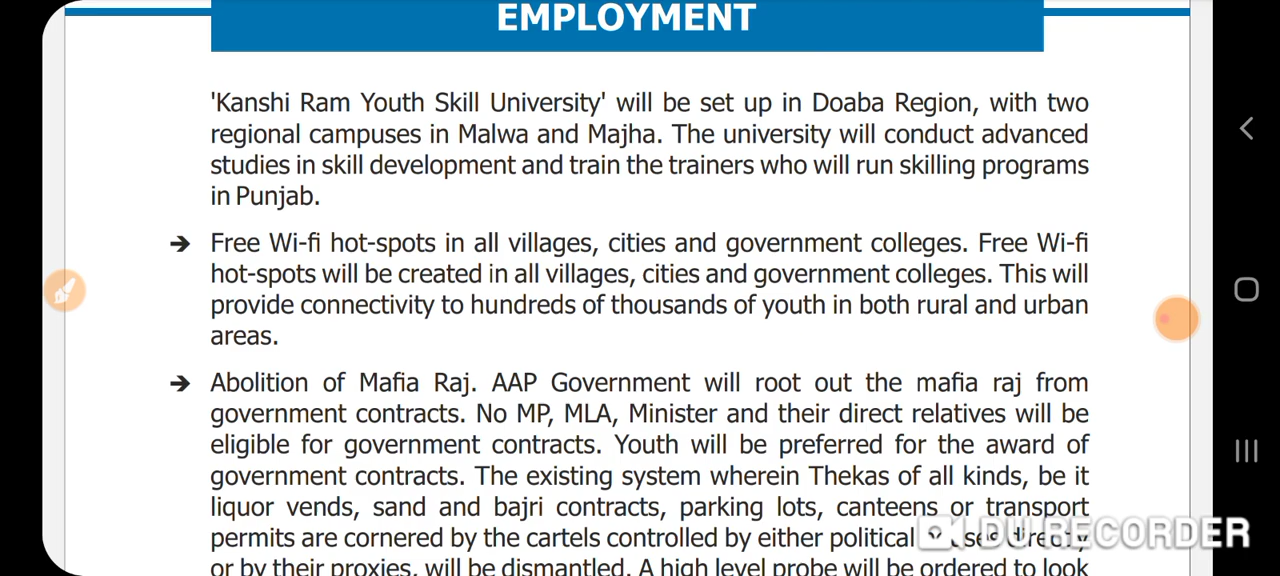 EMPLOYMENT
'Kanshi Ram Youth Skill University' will be set up in Doaba Region, with two
regional campuses in Malwa and Majha. The university will conduct advanced
studies in skill development and train the trainers who will run skilling programs
in Punjab.
➔ Free Wi-fi hot-spots in all villages, cities and government colleges. Free Wi-fi
hot-spots will be created in all villages, cities and government colleges. This will
provide connectivity to hundreds of thousands of youth in both rural and urban
areas.
➔ Abolition of Mafia Raj. AAP Government will root out the mafia raj from
government contracts. No MP, MLA, Minister and their direct relatives will be
eligible for government contracts. Youth will be preferred for the award of
government contracts. The existing system wherein Thekas of all kinds, be it
liquor vends, sand and bajri contracts, parking lots, canteens or transport
permits are cornered by the cartels controlled by either political
DU RECORDER
or by their proxies, will be dismantled. A high level probe will be ordered to look